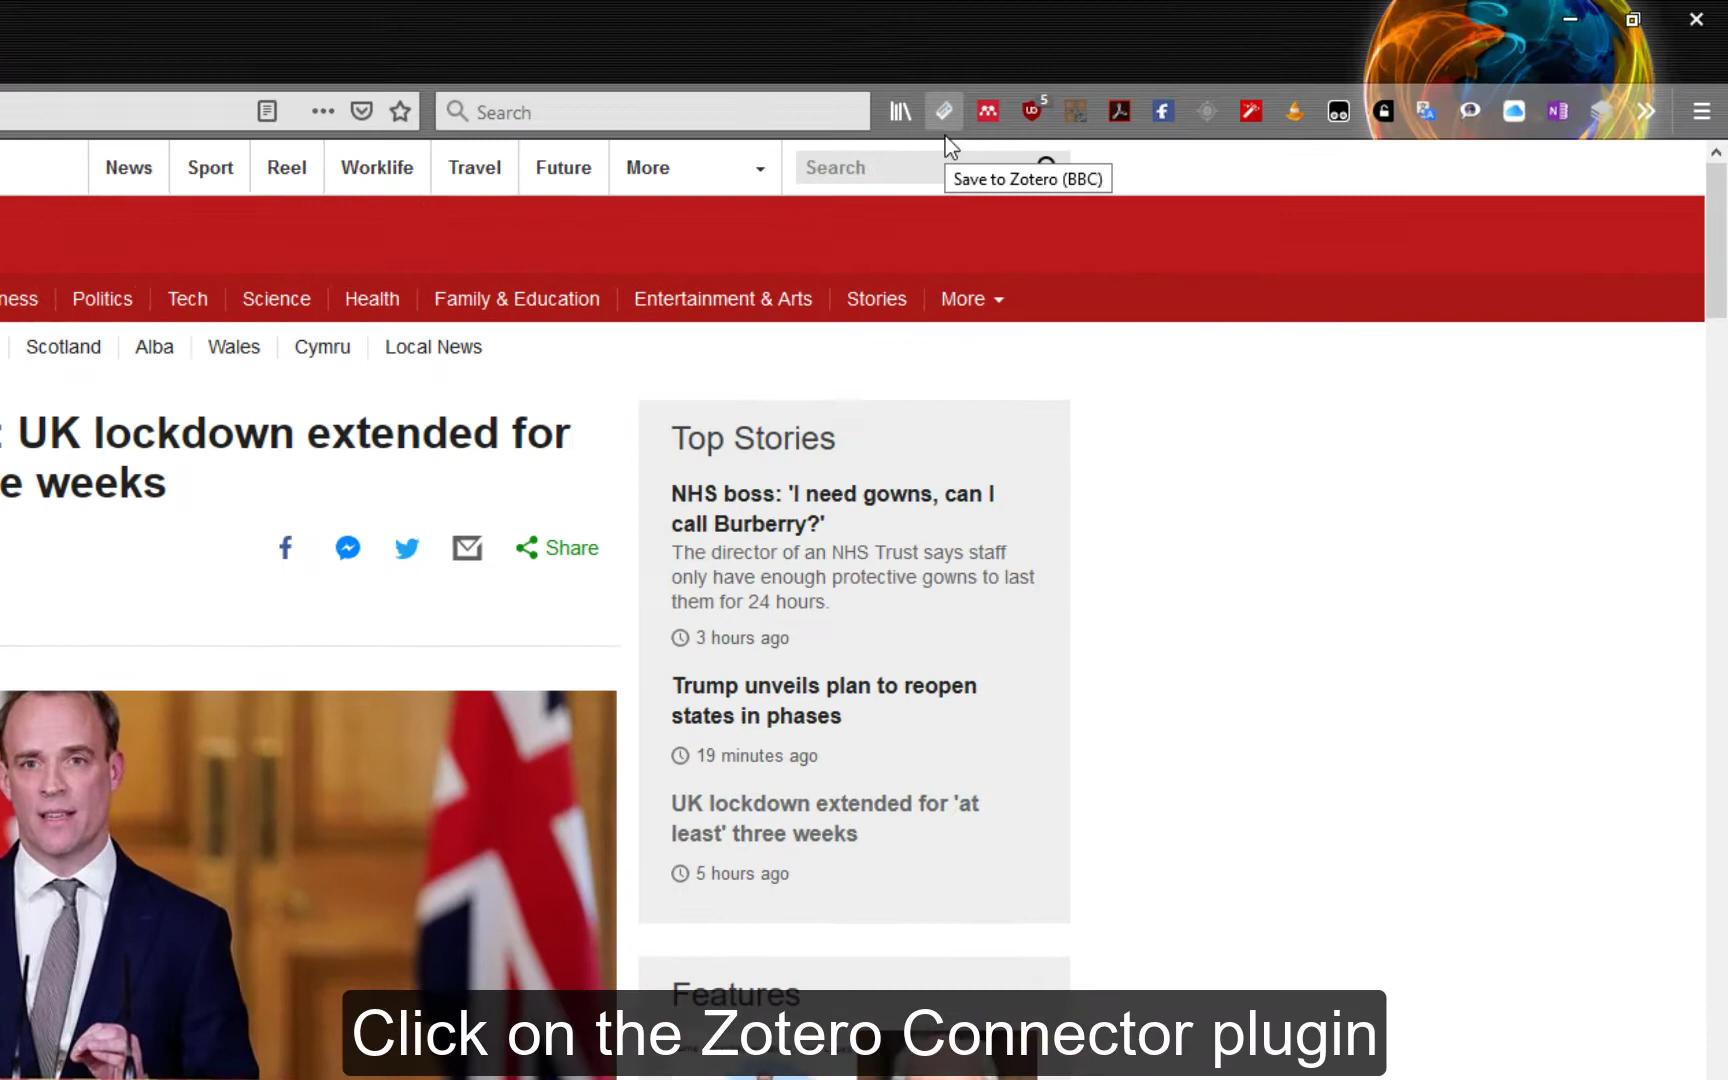 Search
5
News
Sport
Reel
Worklife
Travel
Future
More
Search
Save to Zotero (BBC)
ness
Politics
Tech
Science
Health
Family & Education
Entertainment & Arts
Stories
More
Scotland
Alba
Wales
Cymru
Local News
: UK lockdown extended for
e weeks
Share
Top Stories
NHS boss: 'I need gowns, can I
call Burberry?'
The director of an NHS Trust says staff
only have enough protective gowns to last
them for 24 hours.
3 hours ago
Trump unveils plan to reopen
states in phases
19 minutes ago
UK lockdown extended for 'at
least' three weeks
5 hours ago
Features
Click on the Zotero Connector plugin